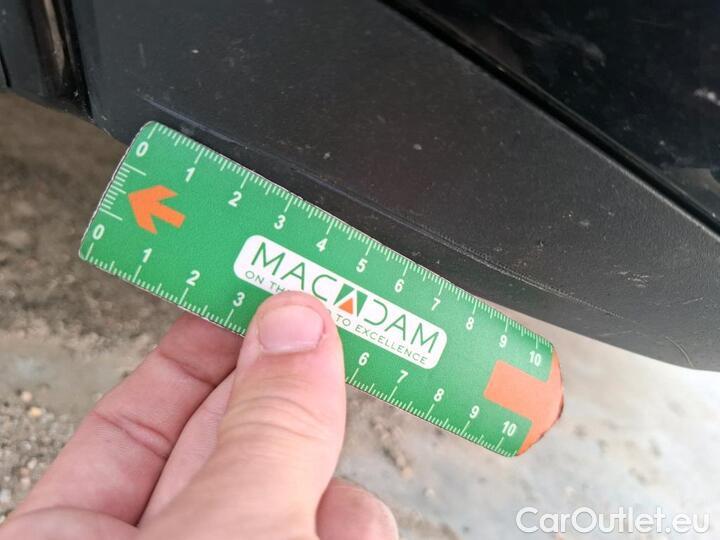 0 1 2 3 4 5 6 7 8 9 10
MACADAM
ON TH TO EXCELLENCE
0 1 2 3 6 7 8 9 10
CarOutlet.eu